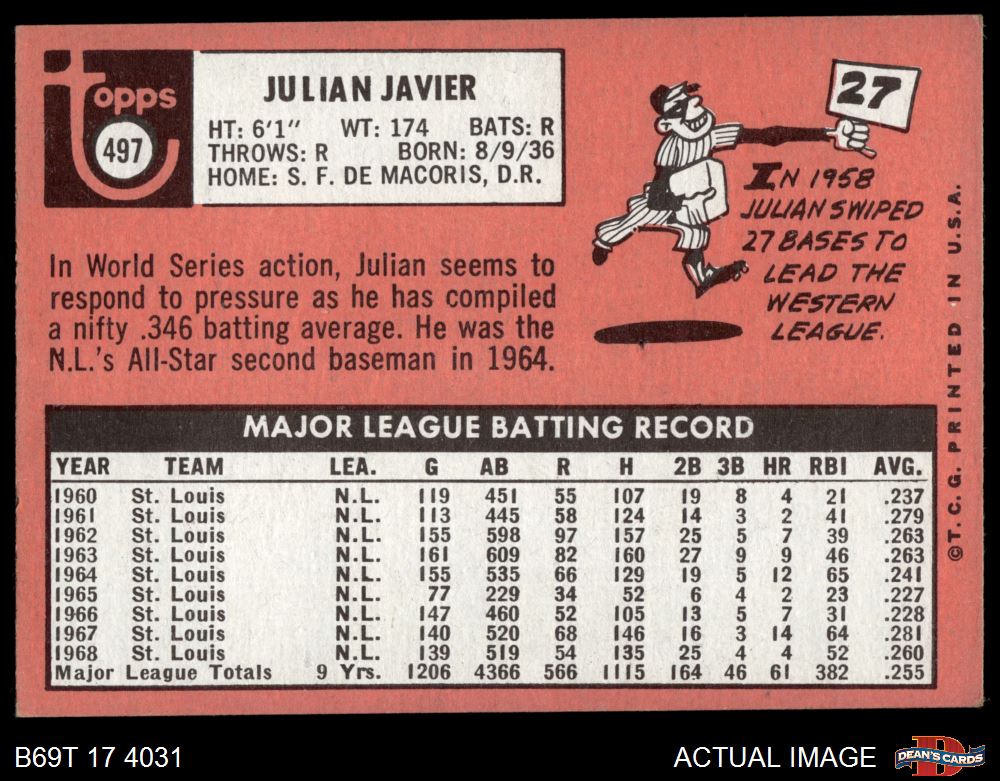 Topps
497
JULIAN JAVIER
HT: 6'1" WT: 174 BATS: R
THROWS: R BORN: 8/9/36
HOME: S. F. DE MACORIS, D.R.
27
IN 1958
JULIAN SWIPED
27 BASES TO
LEAD THE
WESTERN
LEAGUE.
In World Series action, Julian seems to
respond to pressure as he has compiled
a nifty .346 batting average. He was the
N.L.'s All-Star second baseman in 1964.
MAJOR LEAGUE BATTING RECORD
YEAR TEAM LEA. G AB R H 2B 3B HR RBI AVG.
1960 St. Louis N.L. 119 451 55 107 19 8 4 21 .237
1961 St. Louis N.L. 113 445 58 124 14 3 2 41 .279
1962 St. Louis N.L. 155 598 97 157 25 5 7 39 .263
1963 St. Louis N.L. 161 609 82 160 27 9 9 46 .263
1964 St. Louis N.L. 155 535 66 129 19 5 12 65 .241
1965 St. Louis N.L. 77 229 34 52 6 4 2 23 .227
1966 St. Louis N.L. 147 460 52 105 13 5 7 31 .228
1967 St. Louis N.L. 140 520 68 146 16 3 14 64 .281
1968 St. Louis N.L. 139 519 54 135 25 4 4 52 .260
Major League Totals 9 Yrs. 1206 4366 566 1115 164 46 61 382 .255
©T. C. G. PRINTED IN U.S.A.
B69T 17 4031
ACTUAL IMAGE
DEAN'S CARDS